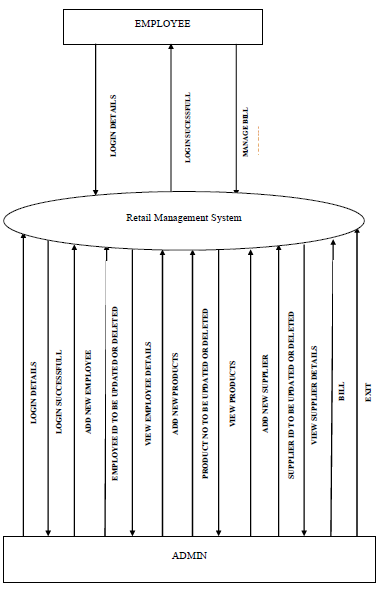 EMPLOYEE
LOGIN DETAILS
LOGIN SUCESSFULL
MANAGE BILL
Retail Management System
LOGIN DETAILS
LOGIN SUCCESSFULL
ADD NEW EMPLOYEE
EMPLOYEE ID TO BE UPDATED OR DELETED
VIEW EMPLOYEE DETAILS
ADD NEW PRODUCTS
PRODUCT NO TO BE UPDATED OR DELETED
VIEW PRODUCTS
ADD NEW SUPPLIER
SUPPLIER ID TO BE UPDATED OR DELETED
VIEW SUPPLIER DETAILS
BILL
EXIT
ADMIN